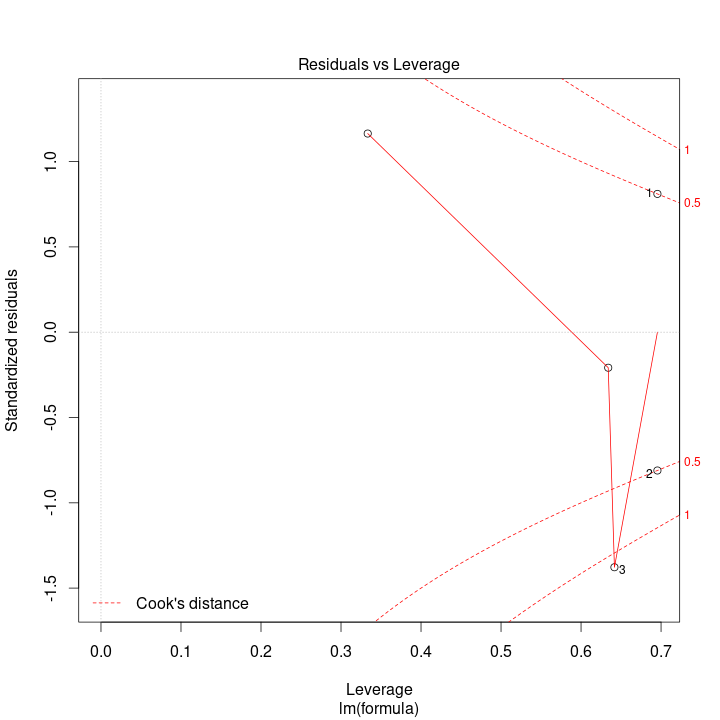 Residuals vs Leverage
Standardized residuals
1.0
0.5
0.0
-0.5
-1.0
-1.5
1
0.5
0.5
1
1
2
3
Cook's distance
0.0 0.1 0.2 0.3 0.4 0.5 0.6 0.7
Leverage
lm(formula)